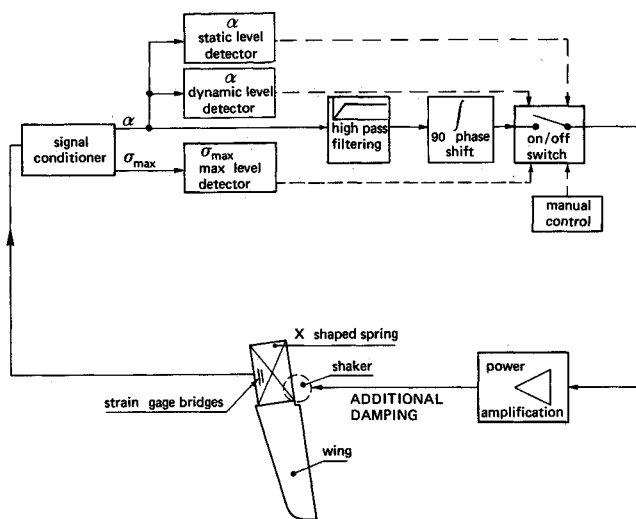 α
static level
detector
α
dynamic level
detector
signal
conditioner
α
σmax
σmax
max level
detector
high pass
filtering
∫
90 phase
shift
on/off
switch
manual
control
X shaped spring
shaker
strain gage bridges
ADDITIONAL
DAMPING
wing
power
amplification